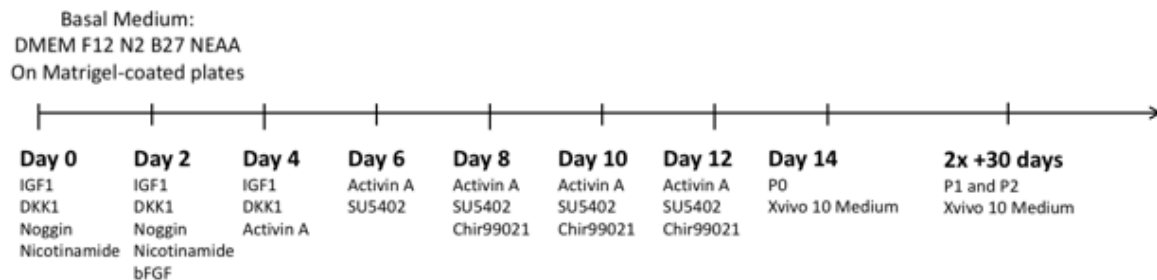 Basal Medium:
DMEM F12 N2 B27 NEAA
On Matrigel-coated plates
Day 0
IGF1
DKK1
Noggin
Nicotinamide
Day 2
IGF1
DKK1
Noggin
Nicotinamide
bFGF
Day 4
IGF1
DKK1
Activin A
Day 6
Activin A
SU5402
Day 8
Activin A
SU5402
Chir99021
Day 10
Activin A
SU5402
Chir99021
Day 12
Activin A
SU5402
Chir99021
Day 14
P0
Xvivo 10 Medium
2x +30 days
P1 and P2
Xvivo 10 Medium